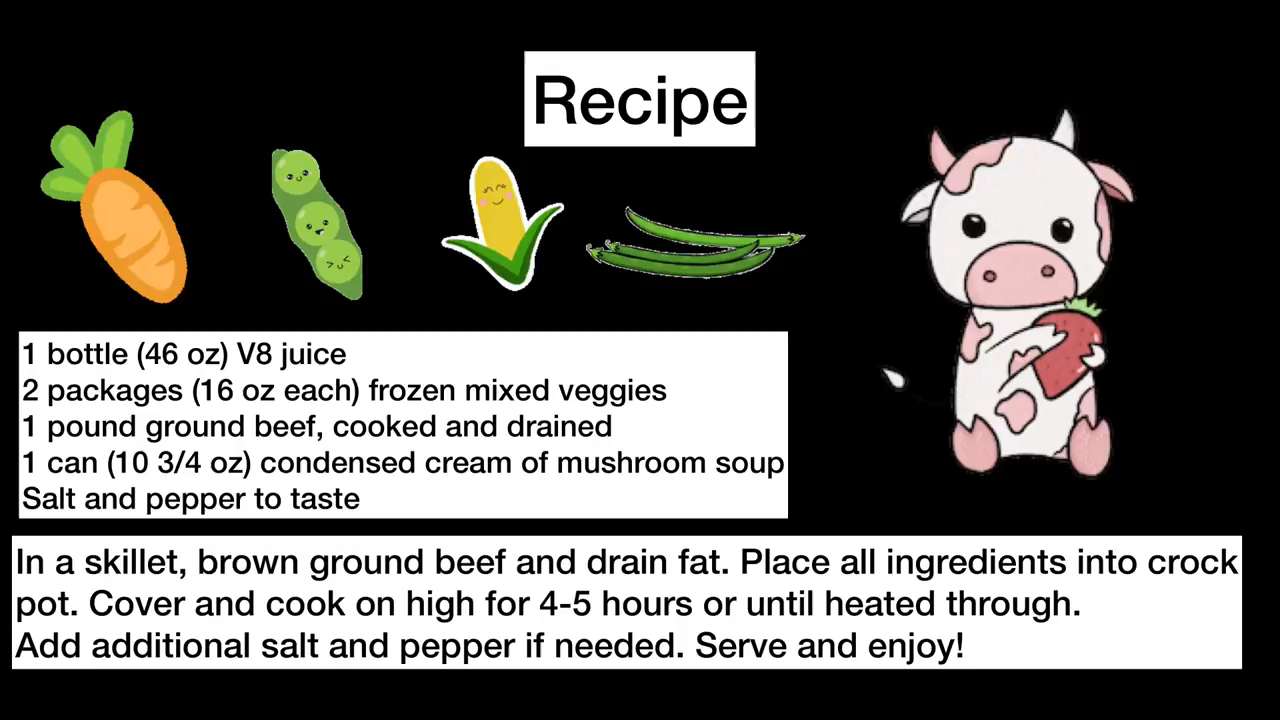 Recipe
1 bottle (46 oz) V8 juice
2 packages (16 oz each) frozen mixed veggies
1 pound ground beef, cooked and drained
1 can (10 3/4 oz) condensed cream of mushroom soup
Salt and pepper to taste
In a skillet, brown ground beef and drain fat. Place all ingredients into crock
pot. Cover and cook on high for 4-5 hours or until heated through.
Add additional salt and pepper if needed. Serve and enjoy!